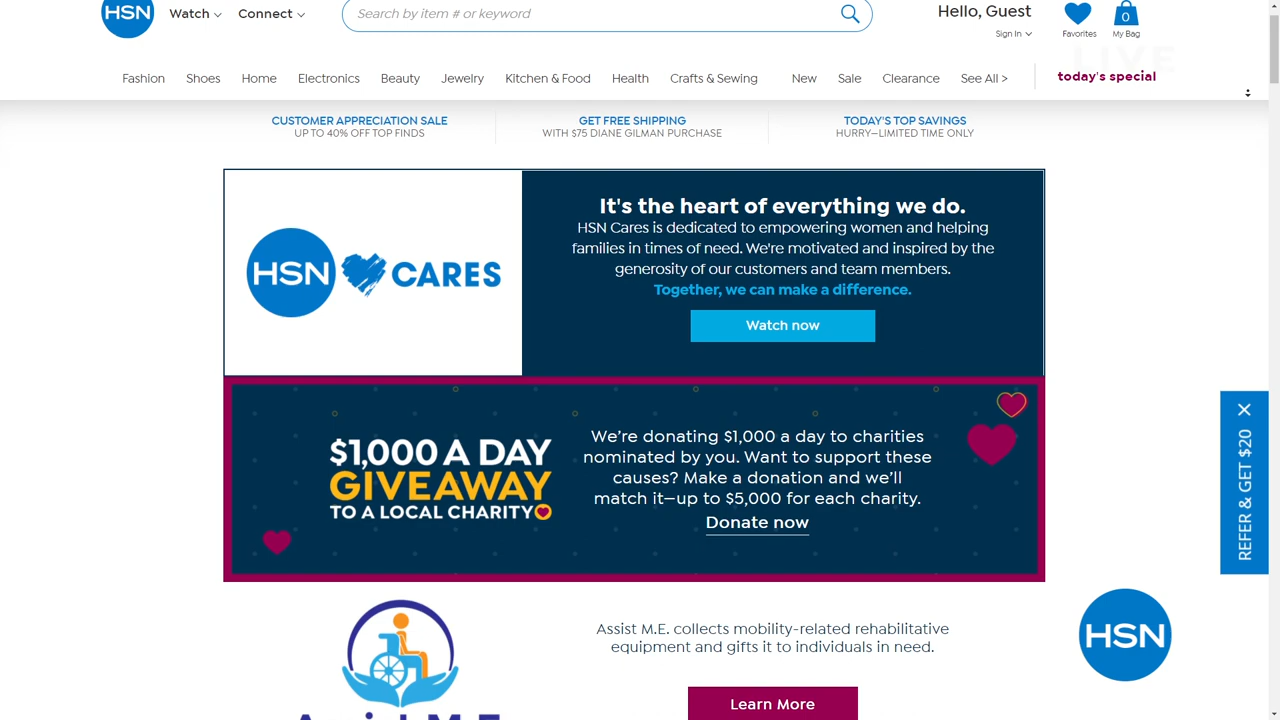 HSN
Watch
Connect
Search by item # or keyword
Hello, Guest
Sign In
Favorites
0
My Bag
LIVE
Fashion
Shoes
Home
Electronics
Beauty
Jewelry
Kitchen & Food
Health
Crafts & Sewing
New
Sale
Clearance
See All >
today's special
CUSTOMER APPRECIATION SALE
UP TO 40% OFF TOP FINDS
GET FREE SHIPPING
WITH $75 DIANE GILMAN PURCHASE
TODAY'S TOP SAVINGS
HURRY—LIMITED TIME ONLY
HSN CARES
It's the heart of everything we do.
HSN Cares is dedicated to empowering women and helping
families in times of need. We're motivated and inspired by the
generosity of our customers and team members.
Together, we can make a difference.
Watch now
$1,000 A DAY
GIVEAWAY
TO A LOCAL CHARITY
We’re donating $1,000 a day to charities
nominated by you. Want to support these
causes? Make a donation and we’ll
match it—up to $5,000 for each charity.
Donate now
REFER & GET $20
Assist M.E. collects mobility-related rehabilitative
equipment and gifts it to individuals in need.
Learn More
Assist M.E.
HSN